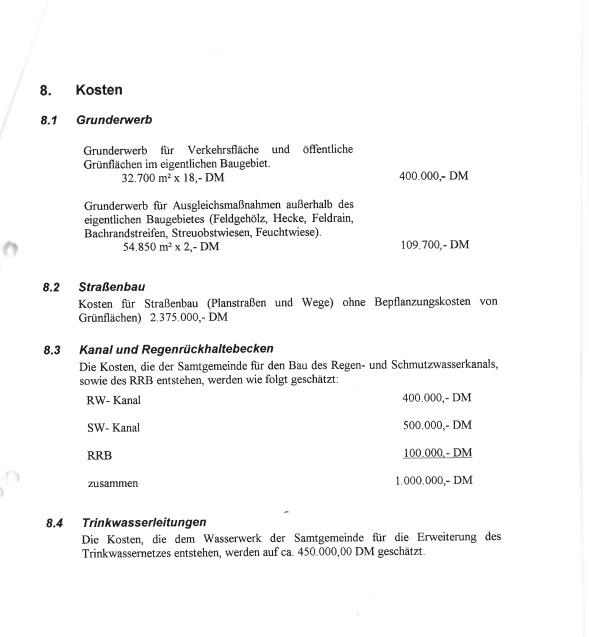 8. Kosten
8.1 Grunderwerb
Grunderwerb für Verkehrsfläche und öffentliche
Grünflächen im eigentlichen Baugebiet.
32.700 m² x 18,- DM 400.000,- DM
Grunderwerb für Ausgleichsmaßnahmen außerhalb des
eigentlichen Baugebietes (Feldgehölz, Hecke, Feldrain,
Bachrandstreifen, Streuobstwiesen, Feuchtwiese).
54.850 m² x 2,- DM 109.700,- DM
8.2 Straßenbau
Kosten für Straßenbau (Planstraßen und Wege) ohne Bepflanzungskosten von
Grünflächen) 2.375.000,- DM
8.3 Kanal und Regenrückhaltebecken
Die Kosten, die der Samtgemeinde für den Bau des Regen- und Schmutzwasserkanals,
sowie des RRB entstehen, werden wie folgt geschätzt:
RW- Kanal 400.000,- DM
SW- Kanal 500.000,- DM
RRB 100.000,- DM
zusammen 1.000.000,- DM
8.4 Trinkwasserleitungen
Die Kosten, die dem Wasserwerk der Samtgemeinde für die Erweiterung des
Trinkwassernetzes entstehen, werden auf ca. 450.000,00 DM geschätzt.